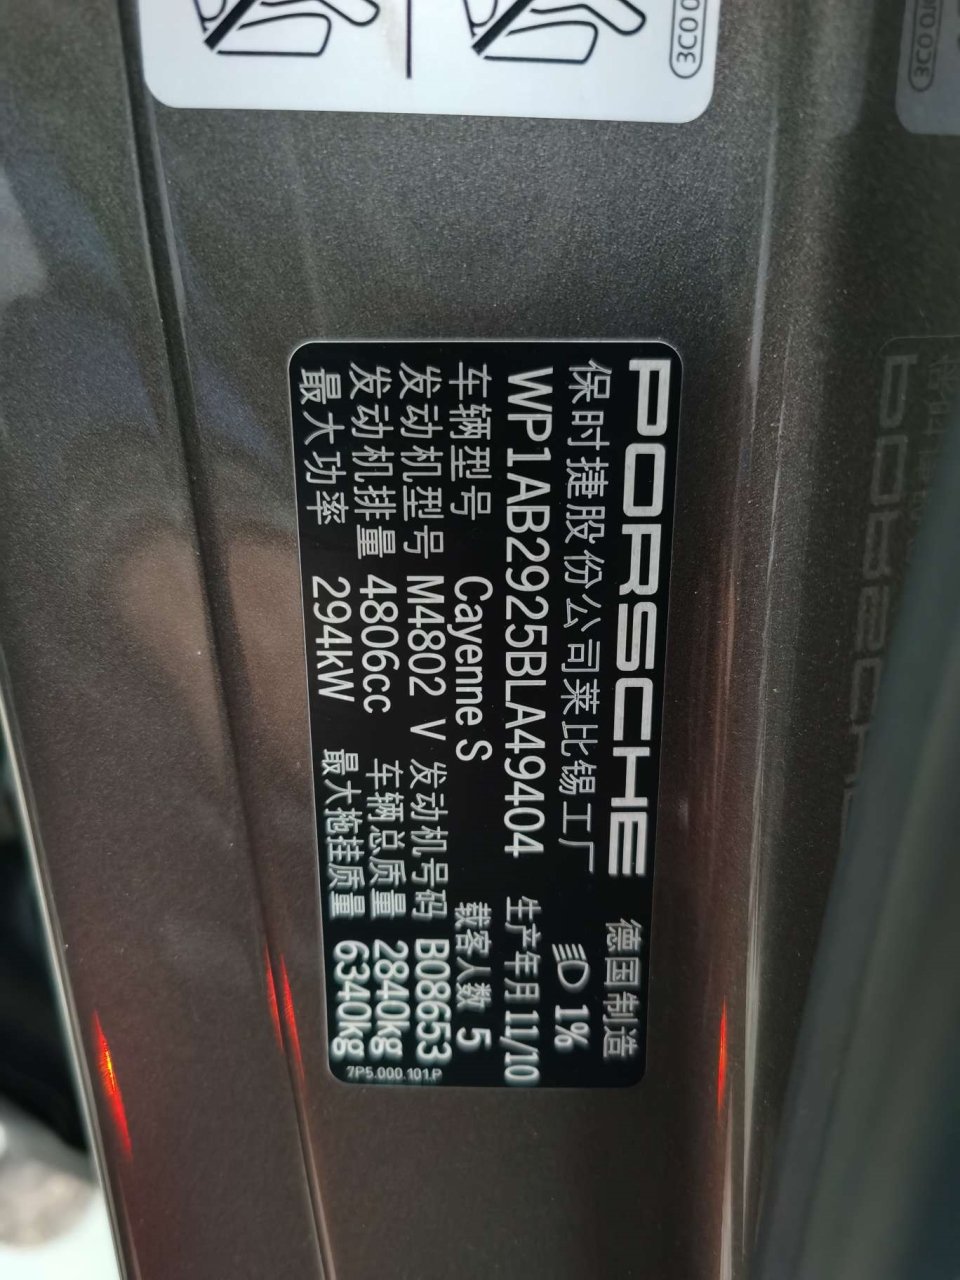 PORSCHE 德国制造
保时捷股份公司莱比锡工厂 1%
WP1AB2925BLA49404 生产年月 11/10
车辆型号 Cayenne S 载客人数 5
发动机型号 M4802 V 发动机号码 B08653
发动机排量 4806cc 车辆总质量 2840kg
最大功率 294kW 最大拖挂质量 6340kg
7P5.000.101.P
3C0 0